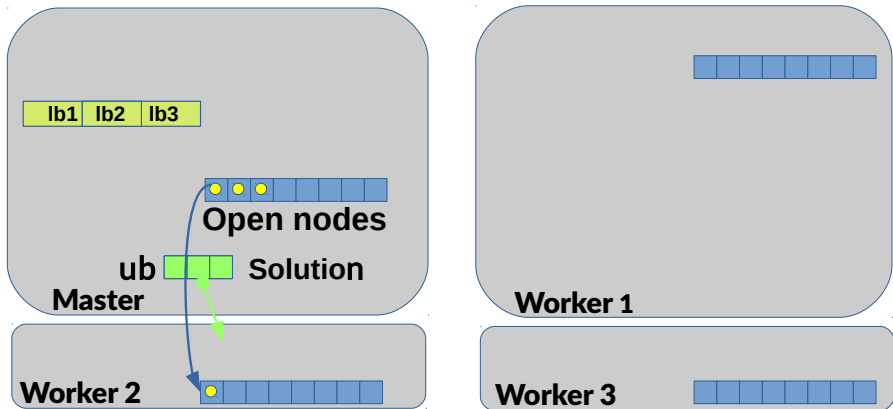 lb1 lb2 lb3
Open nodes
ub Solution
Master
Worker 1
Worker 2
Worker 3